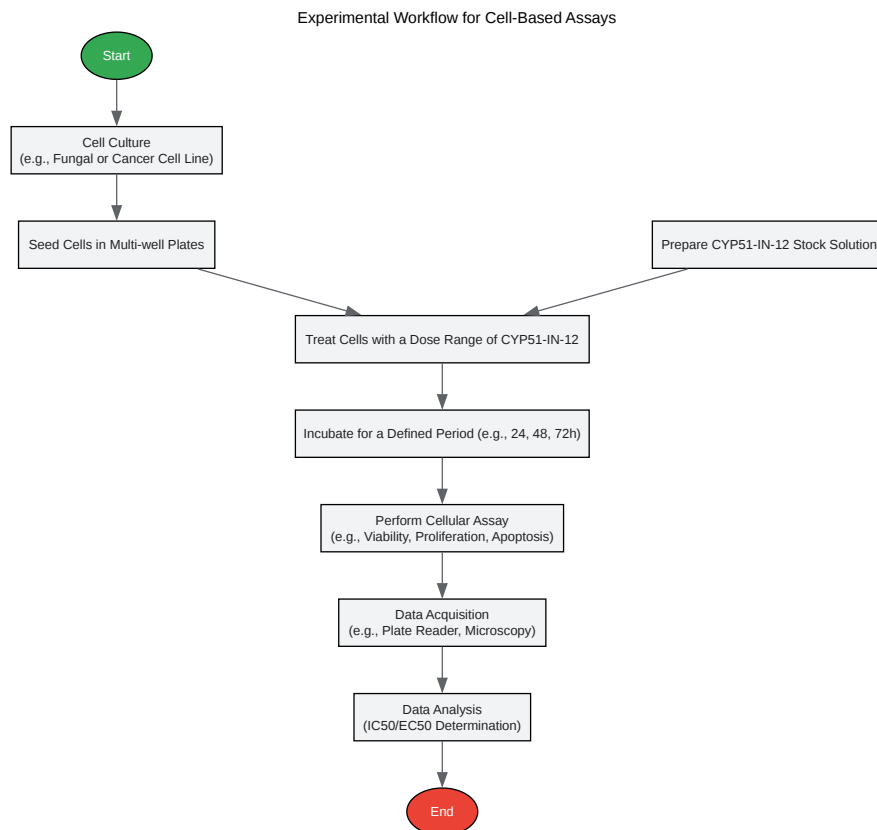 Experimental Workflow for Cell-Based Assays
Start
Cell Culture
(e.g., Fungal or Cancer Cell Line)
Seed Cells in Multi-well Plates
Prepare CYP51-IN-12 Stock Solution
Treat Cells with a Dose Range of CYP51-IN-12
Incubate for a Defined Period (e.g., 24, 48, 72h)
Perform Cellular Assay
(e.g., Viability, Proliferation, Apoptosis)
Data Acquisition
(e.g., Plate Reader, Microscopy)
Data Analysis
(IC50/EC50 Determination)
End